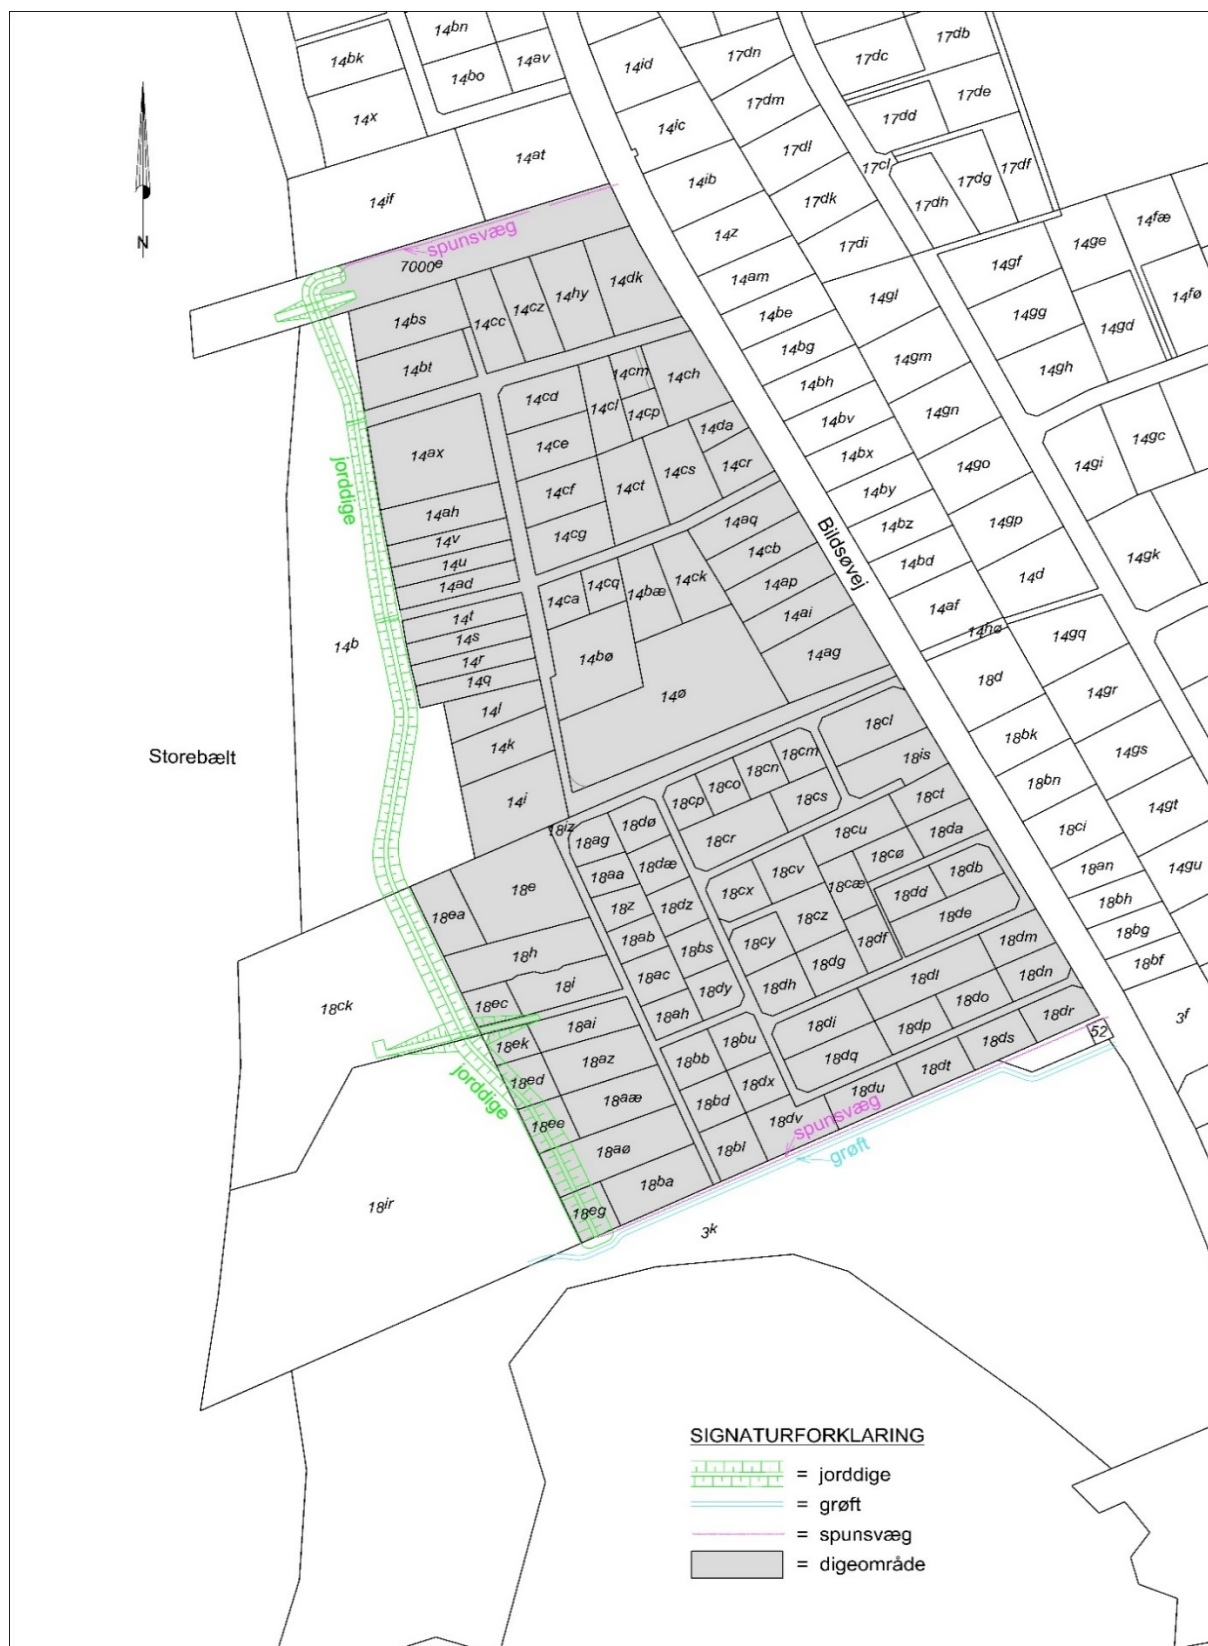 14bn
17db
14bk
14av
17dn
17dc
14id
14bo
17de
17dm
14x
17dd
14ic
14at
17dl
17cl
17df
17dg
14ib
14if
17dk
17dh
14fæ
14z
17di
14ge
N
spunsvæg
14gf
7000e
14am
14dk
14hy
14gl
14fø
14cz
14be
14gg
14bs
14cc
14gd
14bg
14gm
14bt
14cm
14ch
14gh
14cd
14bh
14cl
14cp
14gn
14bv
14da
14ce
14gc
14ax
14bx
14go
14gi
jorddige
14cs
14cr
14cf
14ct
14by
14ah
14aq
14bz
14gp
14v
14cg
Bildsøvej
14cb
14gk
14u
14bd
14ad
14cq
14bæ
14ck
14ap
14d
14ca
14af
14t
14ai
14hø
14s
14gq
14b
14r
14bø
14ag
14q
18d
14ø
14gr
14l
18cl
18bk
14k
18cm
18is
14gs
Storebælt
18cn
18bn
18co
14i
18cp
18cs
18ct
14gt
18iz
18dø
18ci
18ag
18cr
18cu
18da
18dæ
18cø
18an
14gu
18aa
18cv
18db
18e
18cx
18cæ
18dd
18bh
18z
18dz
18ea
18cz
18de
18bg
18ab
18cy
18df
18dm
18h
18bs
18bf
18dg
18i
18ac
18dl
18dn
18dh
18dy
18ck
18ec
18do
18ah
18dr
3f
18ai
18di
18dp
52
18ek
18bu
18ds
18az
18bb
18dq
18dt
jorddige
18ed
18dx
18du
18aæ
18bd
18ee
18dv
spunsvæg
18aø
18bl
grøft
18ba
18ir
18eg
3k
SIGNATURFORKLARING
= jorddige
= grøft
= spunsvæg
= digeområde